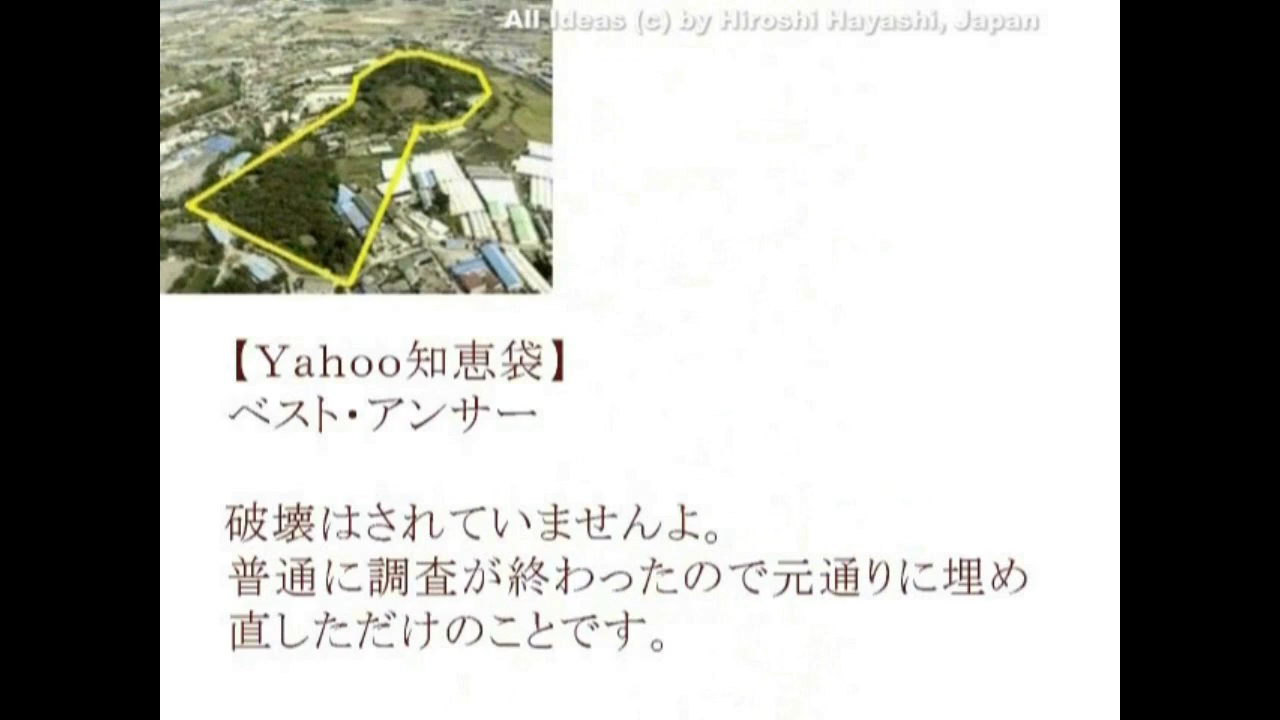 All Ideas (c) by Hiroshi Hayashi, Japan
【Yahoo知恵袋】
ベスト・アンサー
破壊はされていませんよ。
普通に調査が終わったので元通りに埋め
直しただけのことです。